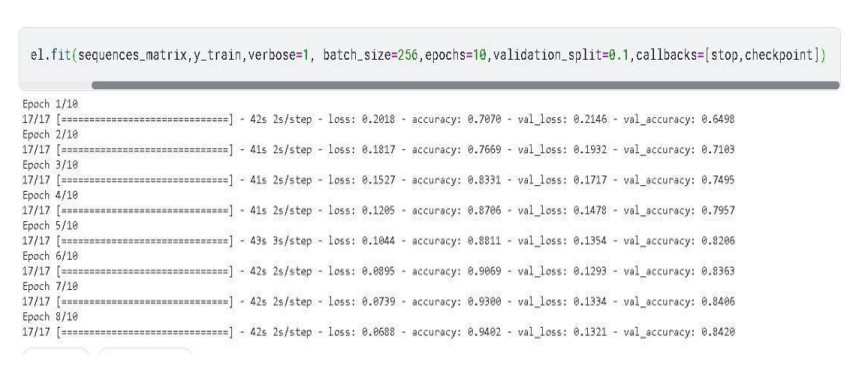 el.fit(sequences_matrix,y_train,verbose=1, batch_size=256,epochs=10,validation_split=0.1,callbacks=[stop,checkpoint])
Epoch 1/10
17/17 [==============================] - 42s 2s/step - loss: 0.2018 - accuracy: 0.7070 - val_loss: 0.2146 - val_accuracy: 0.6498
Epoch 2/10
17/17 [==============================] - 41s 2s/step - loss: 0.1817 - accuracy: 0.7669 - val_loss: 0.1932 - val_accuracy: 0.7103
Epoch 3/10
17/17 [==============================] - 41s 2s/step - loss: 0.1527 - accuracy: 0.8331 - val_loss: 0.1717 - val_accuracy: 0.7495
Epoch 4/10
17/17 [==============================] - 41s 2s/step - loss: 0.1205 - accuracy: 0.8706 - val_loss: 0.1478 - val_accuracy: 0.7957
Epoch 5/10
17/17 [==============================] - 43s 3s/step - loss: 0.1044 - accuracy: 0.8811 - val_loss: 0.1354 - val_accuracy: 0.8206
Epoch 6/10
17/17 [==============================] - 42s 2s/step - loss: 0.0895 - accuracy: 0.9069 - val_loss: 0.1293 - val_accuracy: 0.8363
Epoch 7/10
17/17 [==============================] - 42s 2s/step - loss: 0.0739 - accuracy: 0.9300 - val_loss: 0.1334 - val_accuracy: 0.8406
Epoch 8/10
17/17 [==============================] - 42s 2s/step - loss: 0.0688 - accuracy: 0.9402 - val_loss: 0.1321 - val_accuracy: 0.8420